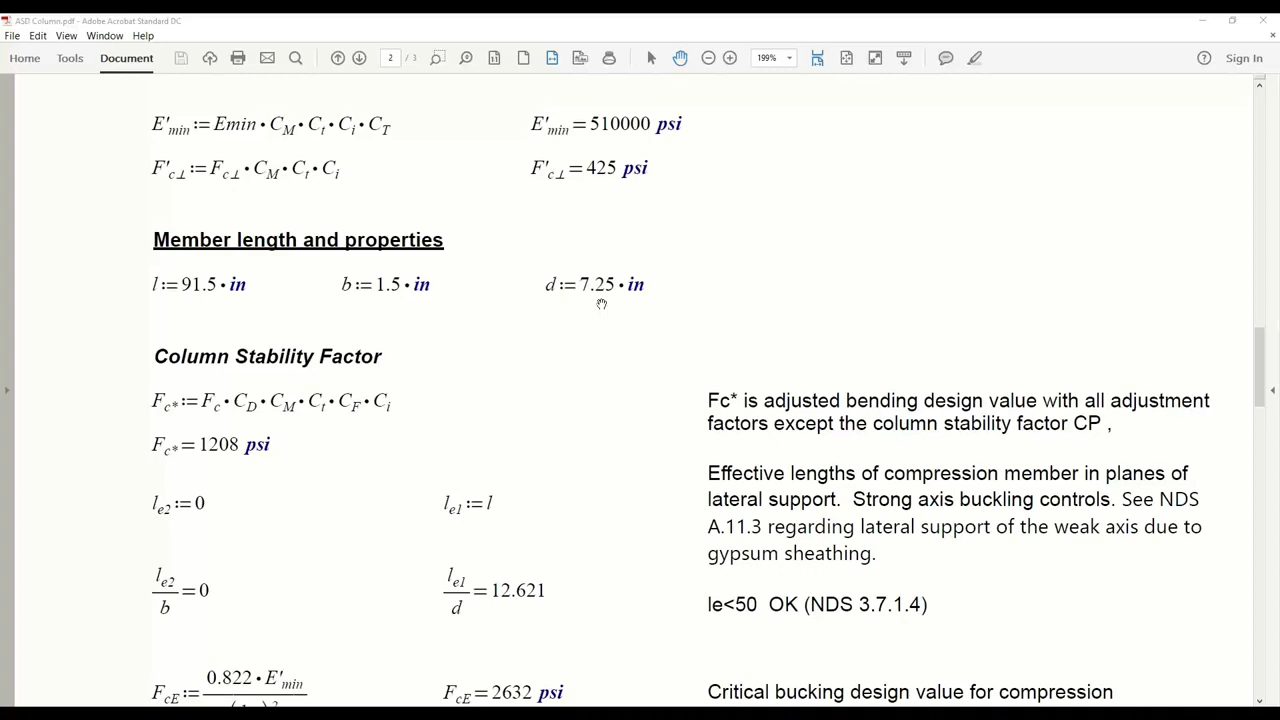 ASD Column.pdf - Adobe Acrobat Standard DC
File Edit View Window Help
Home Tools Document 2 / 3 199% Sign In
E'min := Emin • CM • Ct • Ci • CT E'min = 510000 psi
F'c⊥ := Fc⊥ • CM • Ct • Ci F'c⊥ = 425 psi
Member length and properties
l := 91.5 • in b := 1.5 • in d := 7.25 • in
Column Stability Factor
Fc* := Fc • CD • CM • Ct • CF • Ci
Fc* is adjusted bending design value with all adjustment
factors except the column stability factor CP ,
Fc* = 1208 psi
Effective lengths of compression member in planes of
lateral support. Strong axis buckling controls. See NDS
A.11.3 regarding lateral support of the weak axis due to
gypsum sheathing.
le2 := 0 le1 := l
le2/b = 0 le1/d = 12.621
le<50 OK (NDS 3.7.1.4)
FcE := 0.822 • E'min FcE = 2632 psi Critical bucking design value for compression